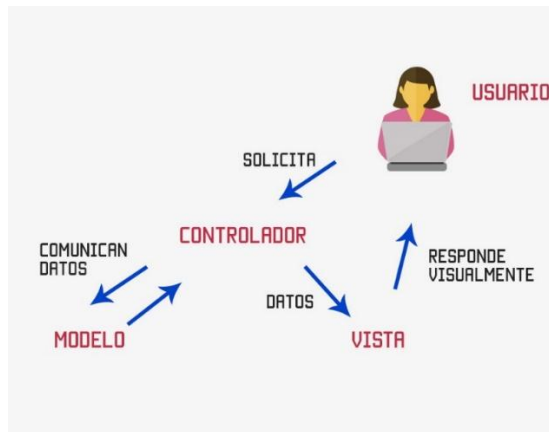 USUARIO
SOLICITA
CONTROLADOR
COMUNICAN
DATOS
RESPONDE
VISUALMENTE
DATOS
MODELO
VISTA